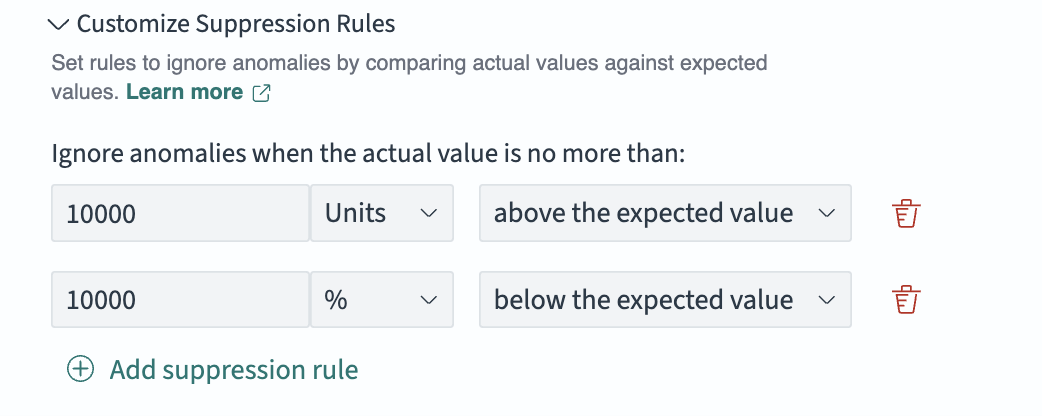 Customize Suppression Rules
Set rules to ignore anomalies by comparing actual values against expected
values. Learn more
Ignore anomalies when the actual value is no more than:
10000 Units above the expected value
10000 % below the expected value
Add suppression rule